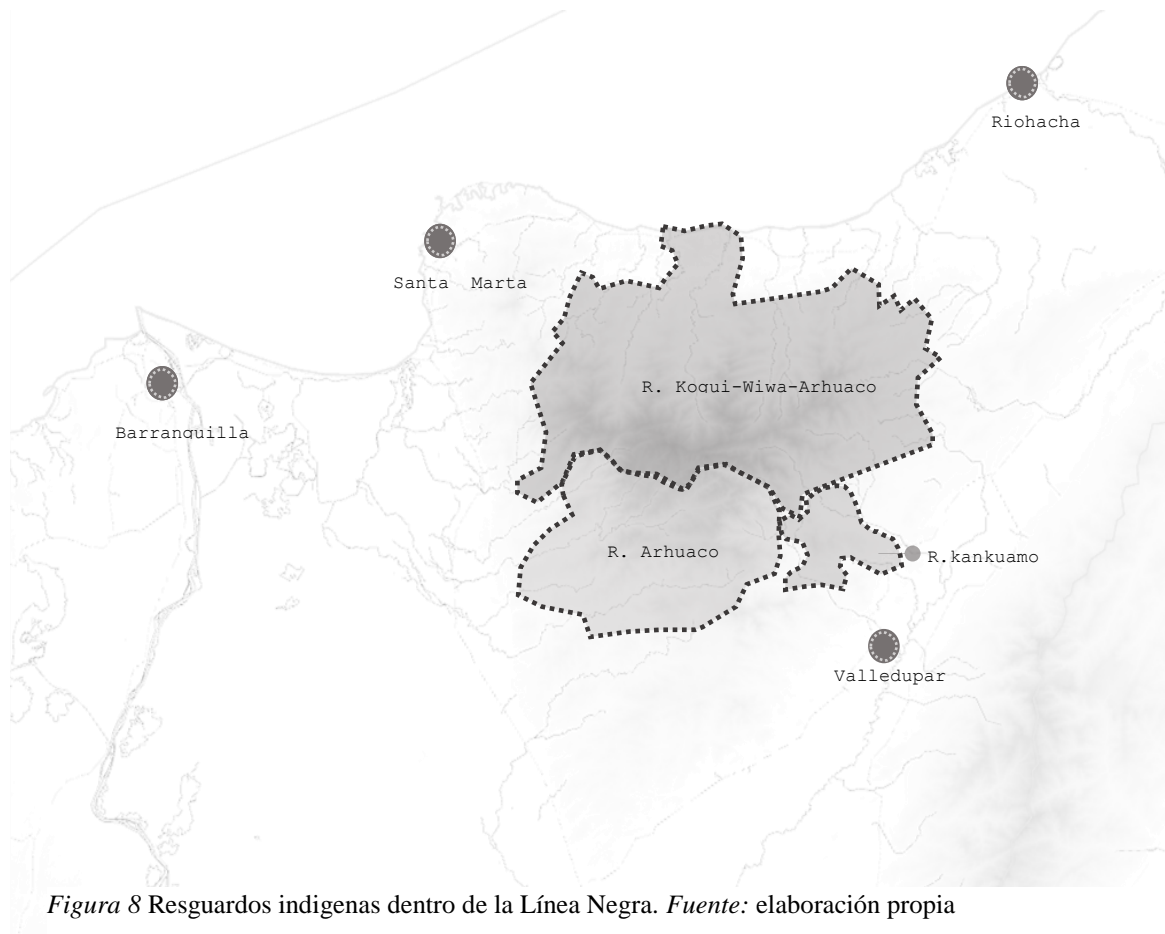 Riohacha
Santa Marta
R. Kogui-Wiwa-Arhuaco
Barranquilla
R. Arhuaco
R.kankuamo
Valledupar
Figura 8 Resguardos indigenas dentro de la Línea Negra. Fuente: elaboración propia